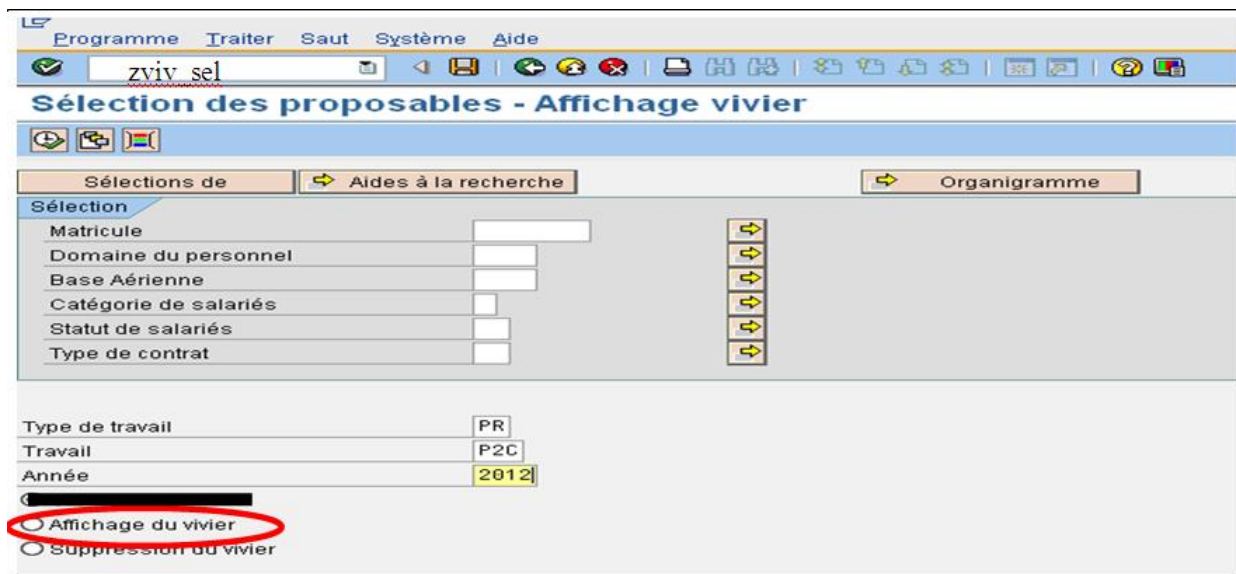 Programme Traiter Saut Système Aide
zviv_sel
Sélection des proposables - Affichage vivier
Sélections de Aides à la recherche Organigramme
Sélection
Matricule
Domaine du personnel
Base Aérienne
Catégorie de salariés
Statut de salariés
Type de contrat
Type de travail PR
Travail P2C
Année 2012
Affichage du vivier
Suppression du vivier